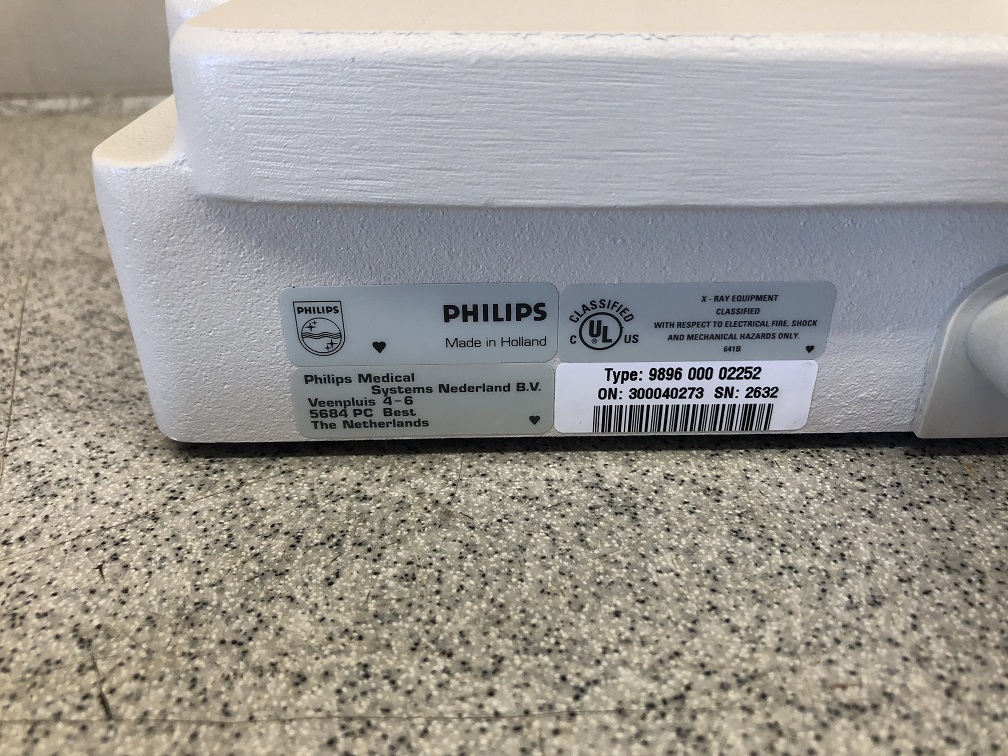 PHILIPS
PHILIPS
Made in Holland
CLASSIFIED
C UL US
®
X - RAY EQUIPMENT
CLASSIFIED
WITH RESPECT TO ELECTRICAL FIRE, SHOCK
AND MECHANICAL HAZARDS ONLY.
641B
Philips Medical
Systems Nederland B.V.
Veenpluis 4-6
5684 PC Best
The Netherlands
Type: 9896 000 02252
ON: 300040273 SN: 2632